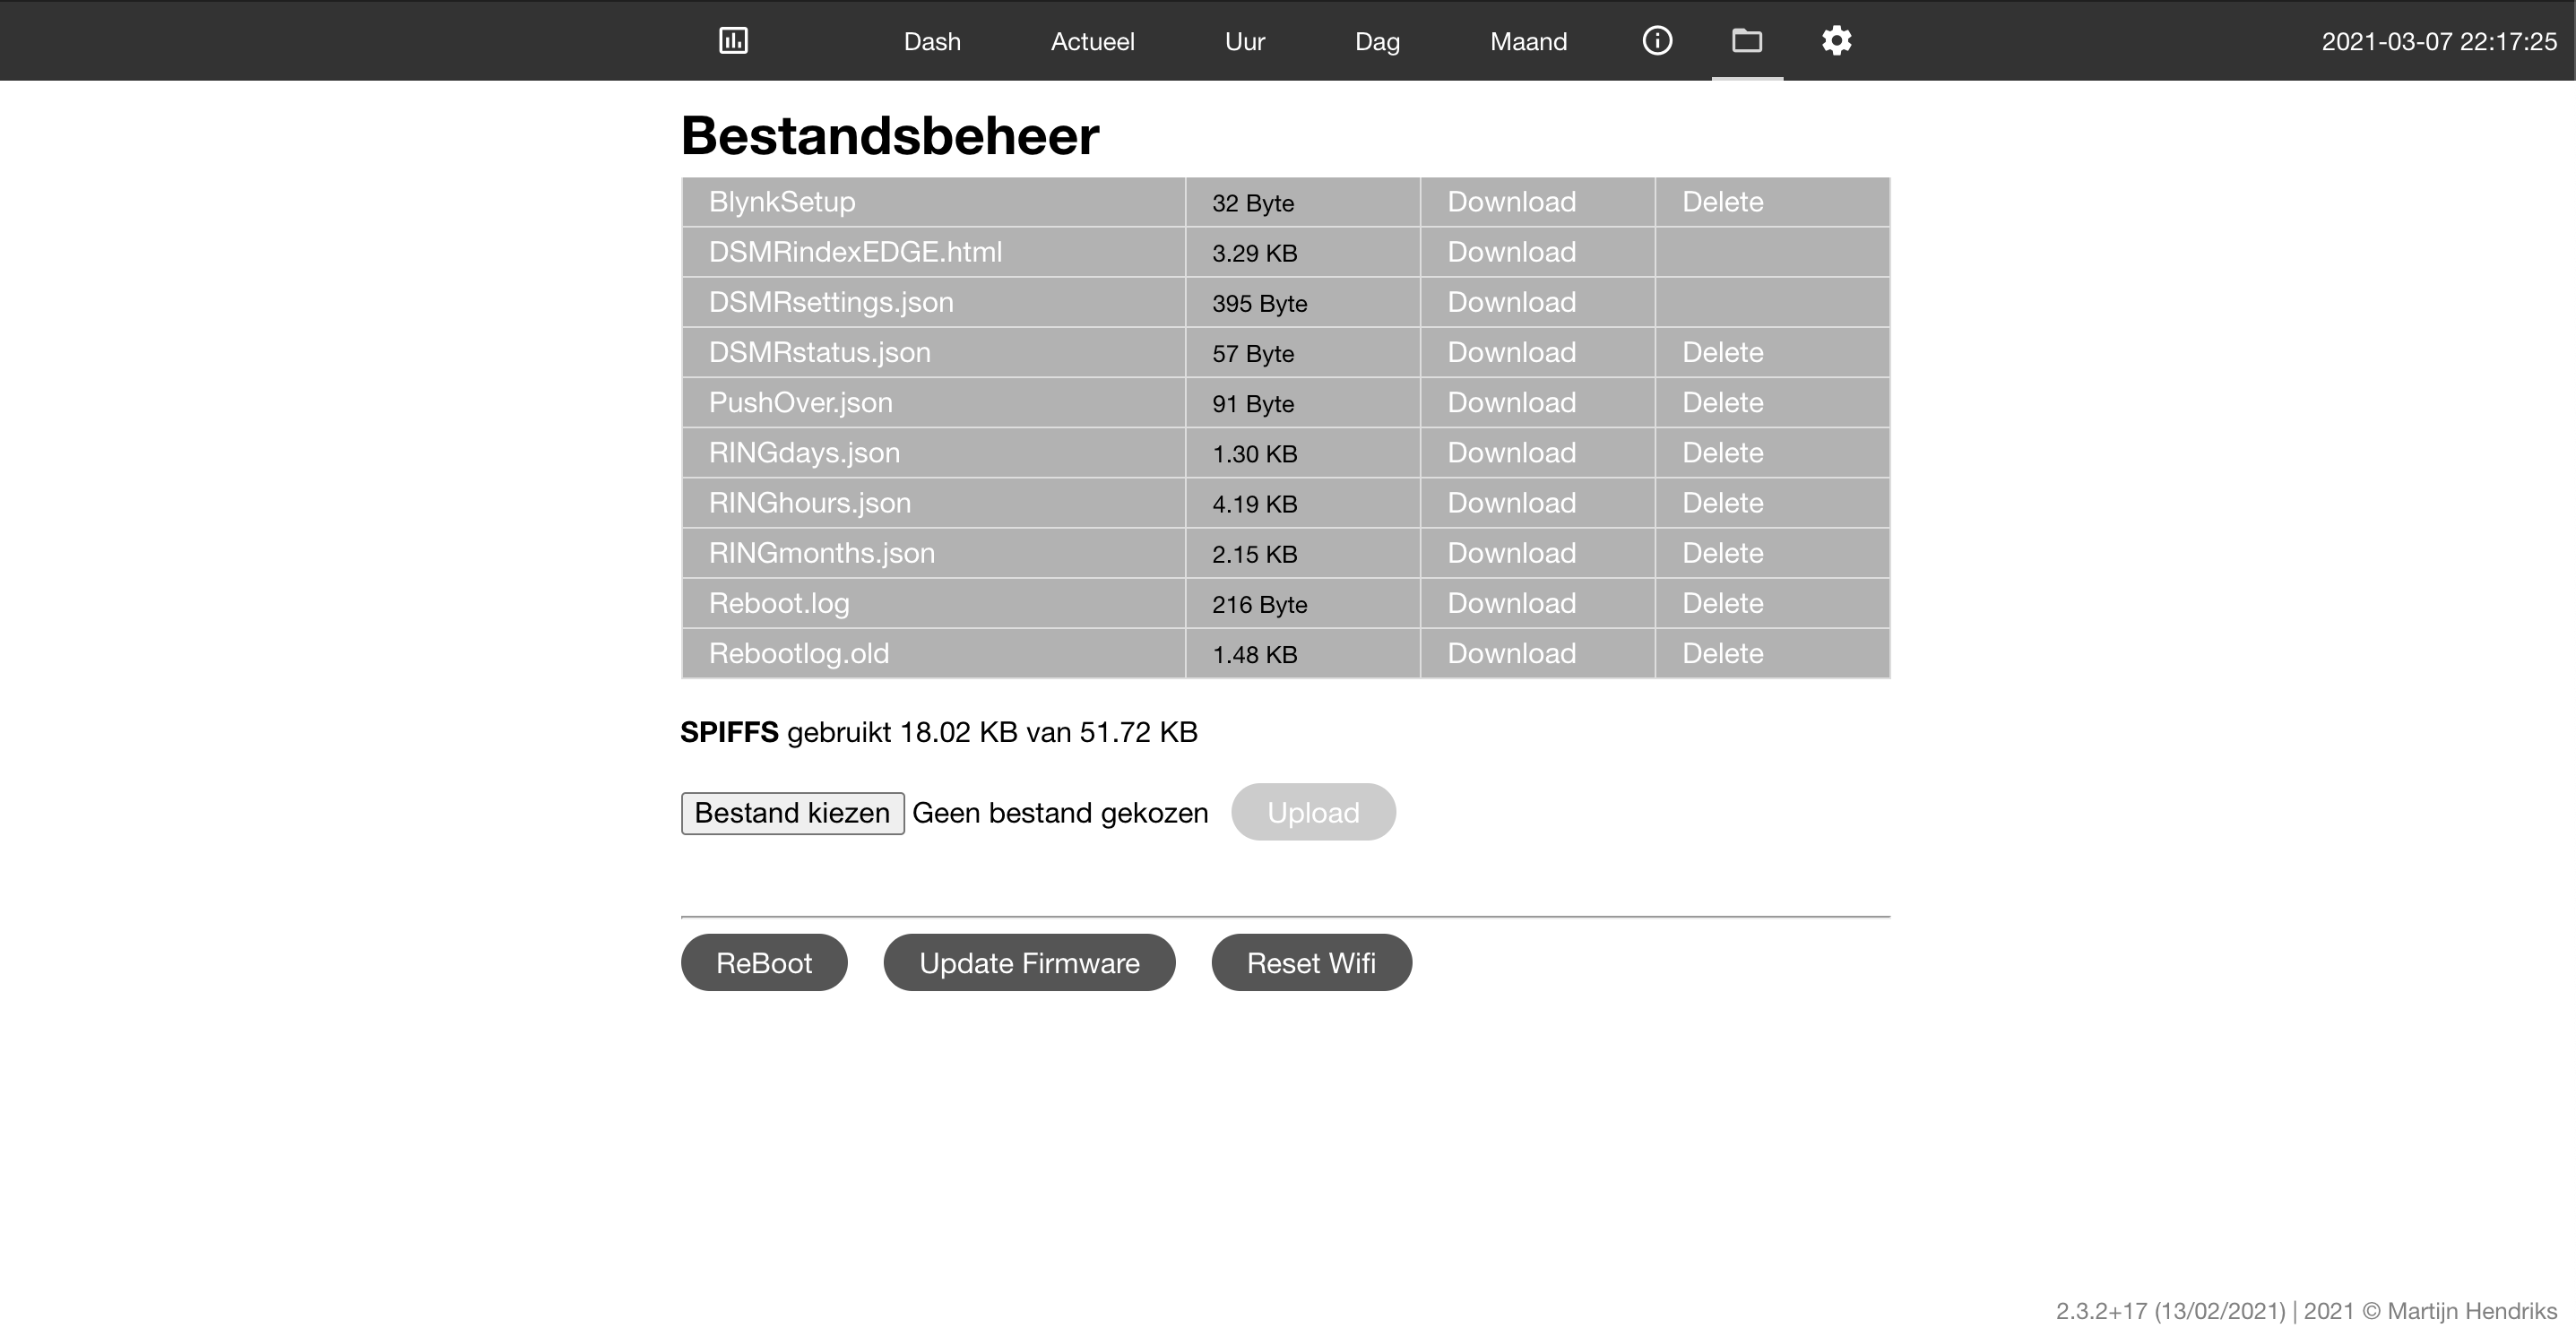 Dash Actueel Uur Dag Maand 2021-03-07 22:17:25
Bestandsbeheer
BlynkSetup 32 Byte Download Delete
DSMRindexEDGE.html 3.29 KB Download
DSMRsettings.json 395 Byte Download
DSMRstatus.json 57 Byte Download Delete
PushOver.json 91 Byte Download Delete
RINGdays.json 1.30 KB Download Delete
RINGhours.json 4.19 KB Download Delete
RINGmonths.json 2.15 KB Download Delete
Reboot.log 216 Byte Download Delete
Rebootlog.old 1.48 KB Download Delete
SPIFFS gebruikt 18.02 KB van 51.72 KB
Bestand kiezen Geen bestand gekozen Upload
ReBoot Update Firmware Reset Wifi
2.3.2+17 (13/02/2021) | 2021 © Martijn Hendriks